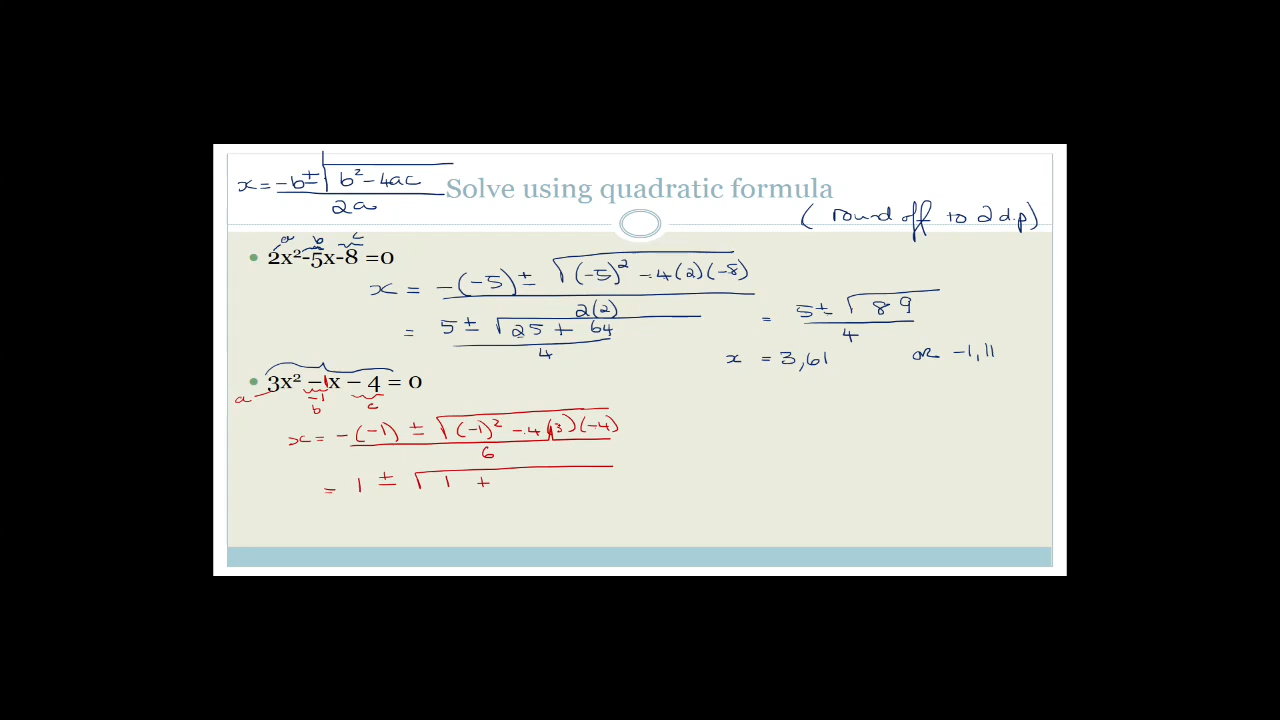 x = -b ± √(b² - 4ac) / 2a
Solve using quadratic formula
( round off to 2 d.p )
a b c
• 2x²-5x-8 =0
x = -(-5) ± √((-5)² - 4(2)(-8)) / 2(2)
= 5 ± √(25 + 64) / 4
= 5 ± √89 / 4
x = 3,61 or -1,11
• 3x² – 1x – 4 = 0
a -1 b c
x = -(-1) ± √((-1)² - 4(3)(-4)) / 6
= 1 ± √(1 +